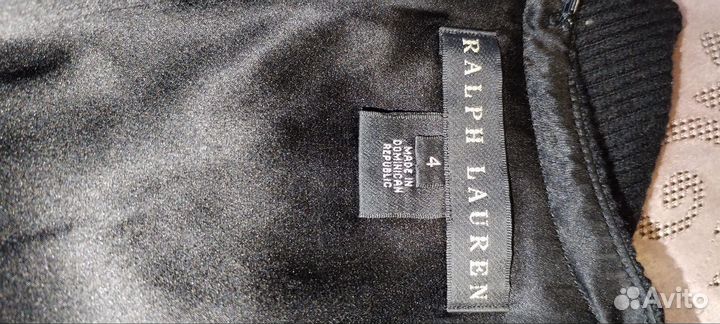 RALPH LAUREN
4
MADE IN
DOMINICAN
REPUBLIC
Avito